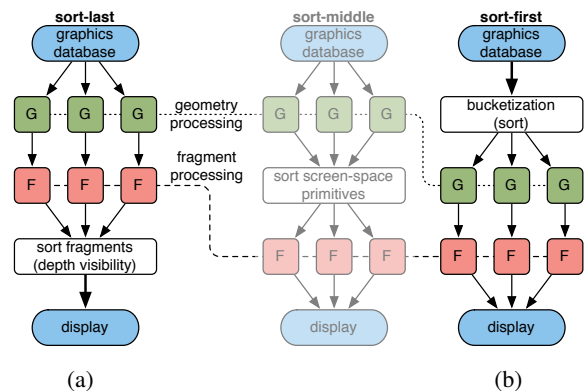 sort-last
graphics
database
G G G
F F F
sort fragments
(depth visibility)
display
(a)
geometry
processing
fragment
processing
sort-middle
graphics
database
G G G
sort screen-space
primitives
F F F
display
sort-first
graphics
database
bucketization
(sort)
G G G
F F F
display
(b)